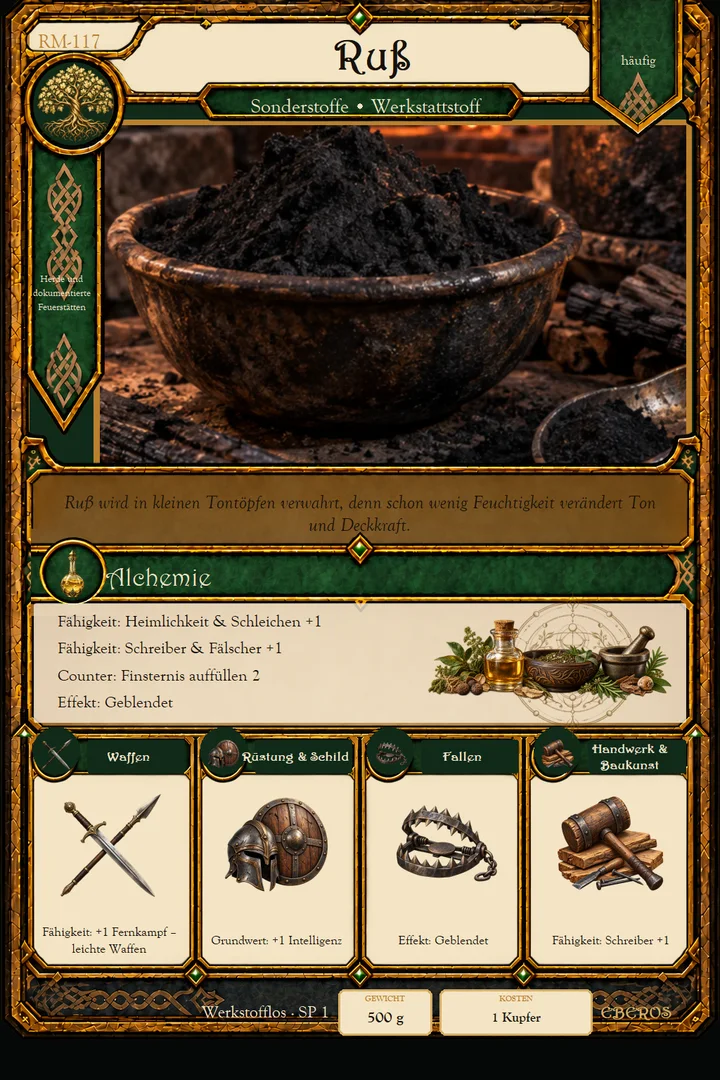 RM-117
Ruß
häufig
Sonderstoffe • Werkstattstoff
Herde und
dokumentierte
Feuerstätten
Ruß wird in kleinen Tontöpfen verwahrt, denn schon wenig Feuchtigkeit verändert Ton
und Deckkraft.
Alchemie
Fähigkeit: Heimlichkeit & Schleichen +1
Fähigkeit: Schreiber & Fälscher +1
Counter: Finsternis auffüllen 2
Effekt: Geblendet
Waffen
Rüstung & Schild
Fallen
Handwerk &
Baukunst
Fähigkeit: +1 Fernkampf –
leichte Waffen
Grundwert: +1 Intelligenz
Effekt: Geblendet
Fähigkeit: Schreiber +1
Werkstofflos · SP 1
GEWICHT
500 g
KOSTEN
1 Kupfer
EBEROS